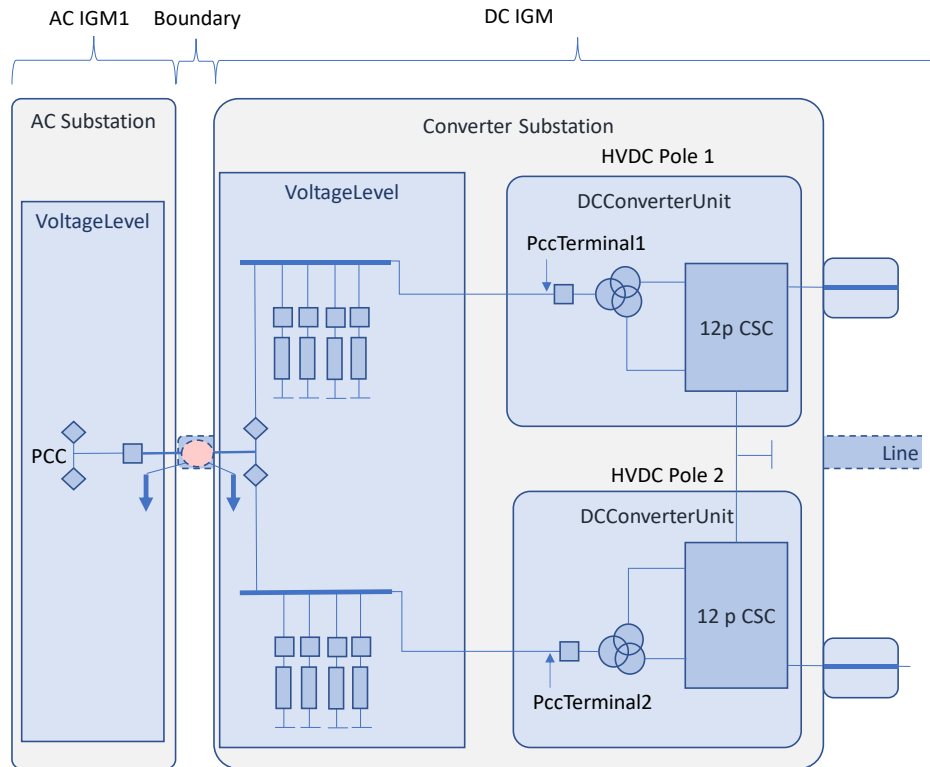 AC IGM1
Boundary
DC IGM
AC Substation
Converter Substation
HVDC Pole 1
VoltageLevel
VoltageLevel
DCConverterUnit
PccTerminal1
12p CSC
PCC
Line
HVDC Pole 2
DCConverterUnit
12 p CSC
PccTerminal2